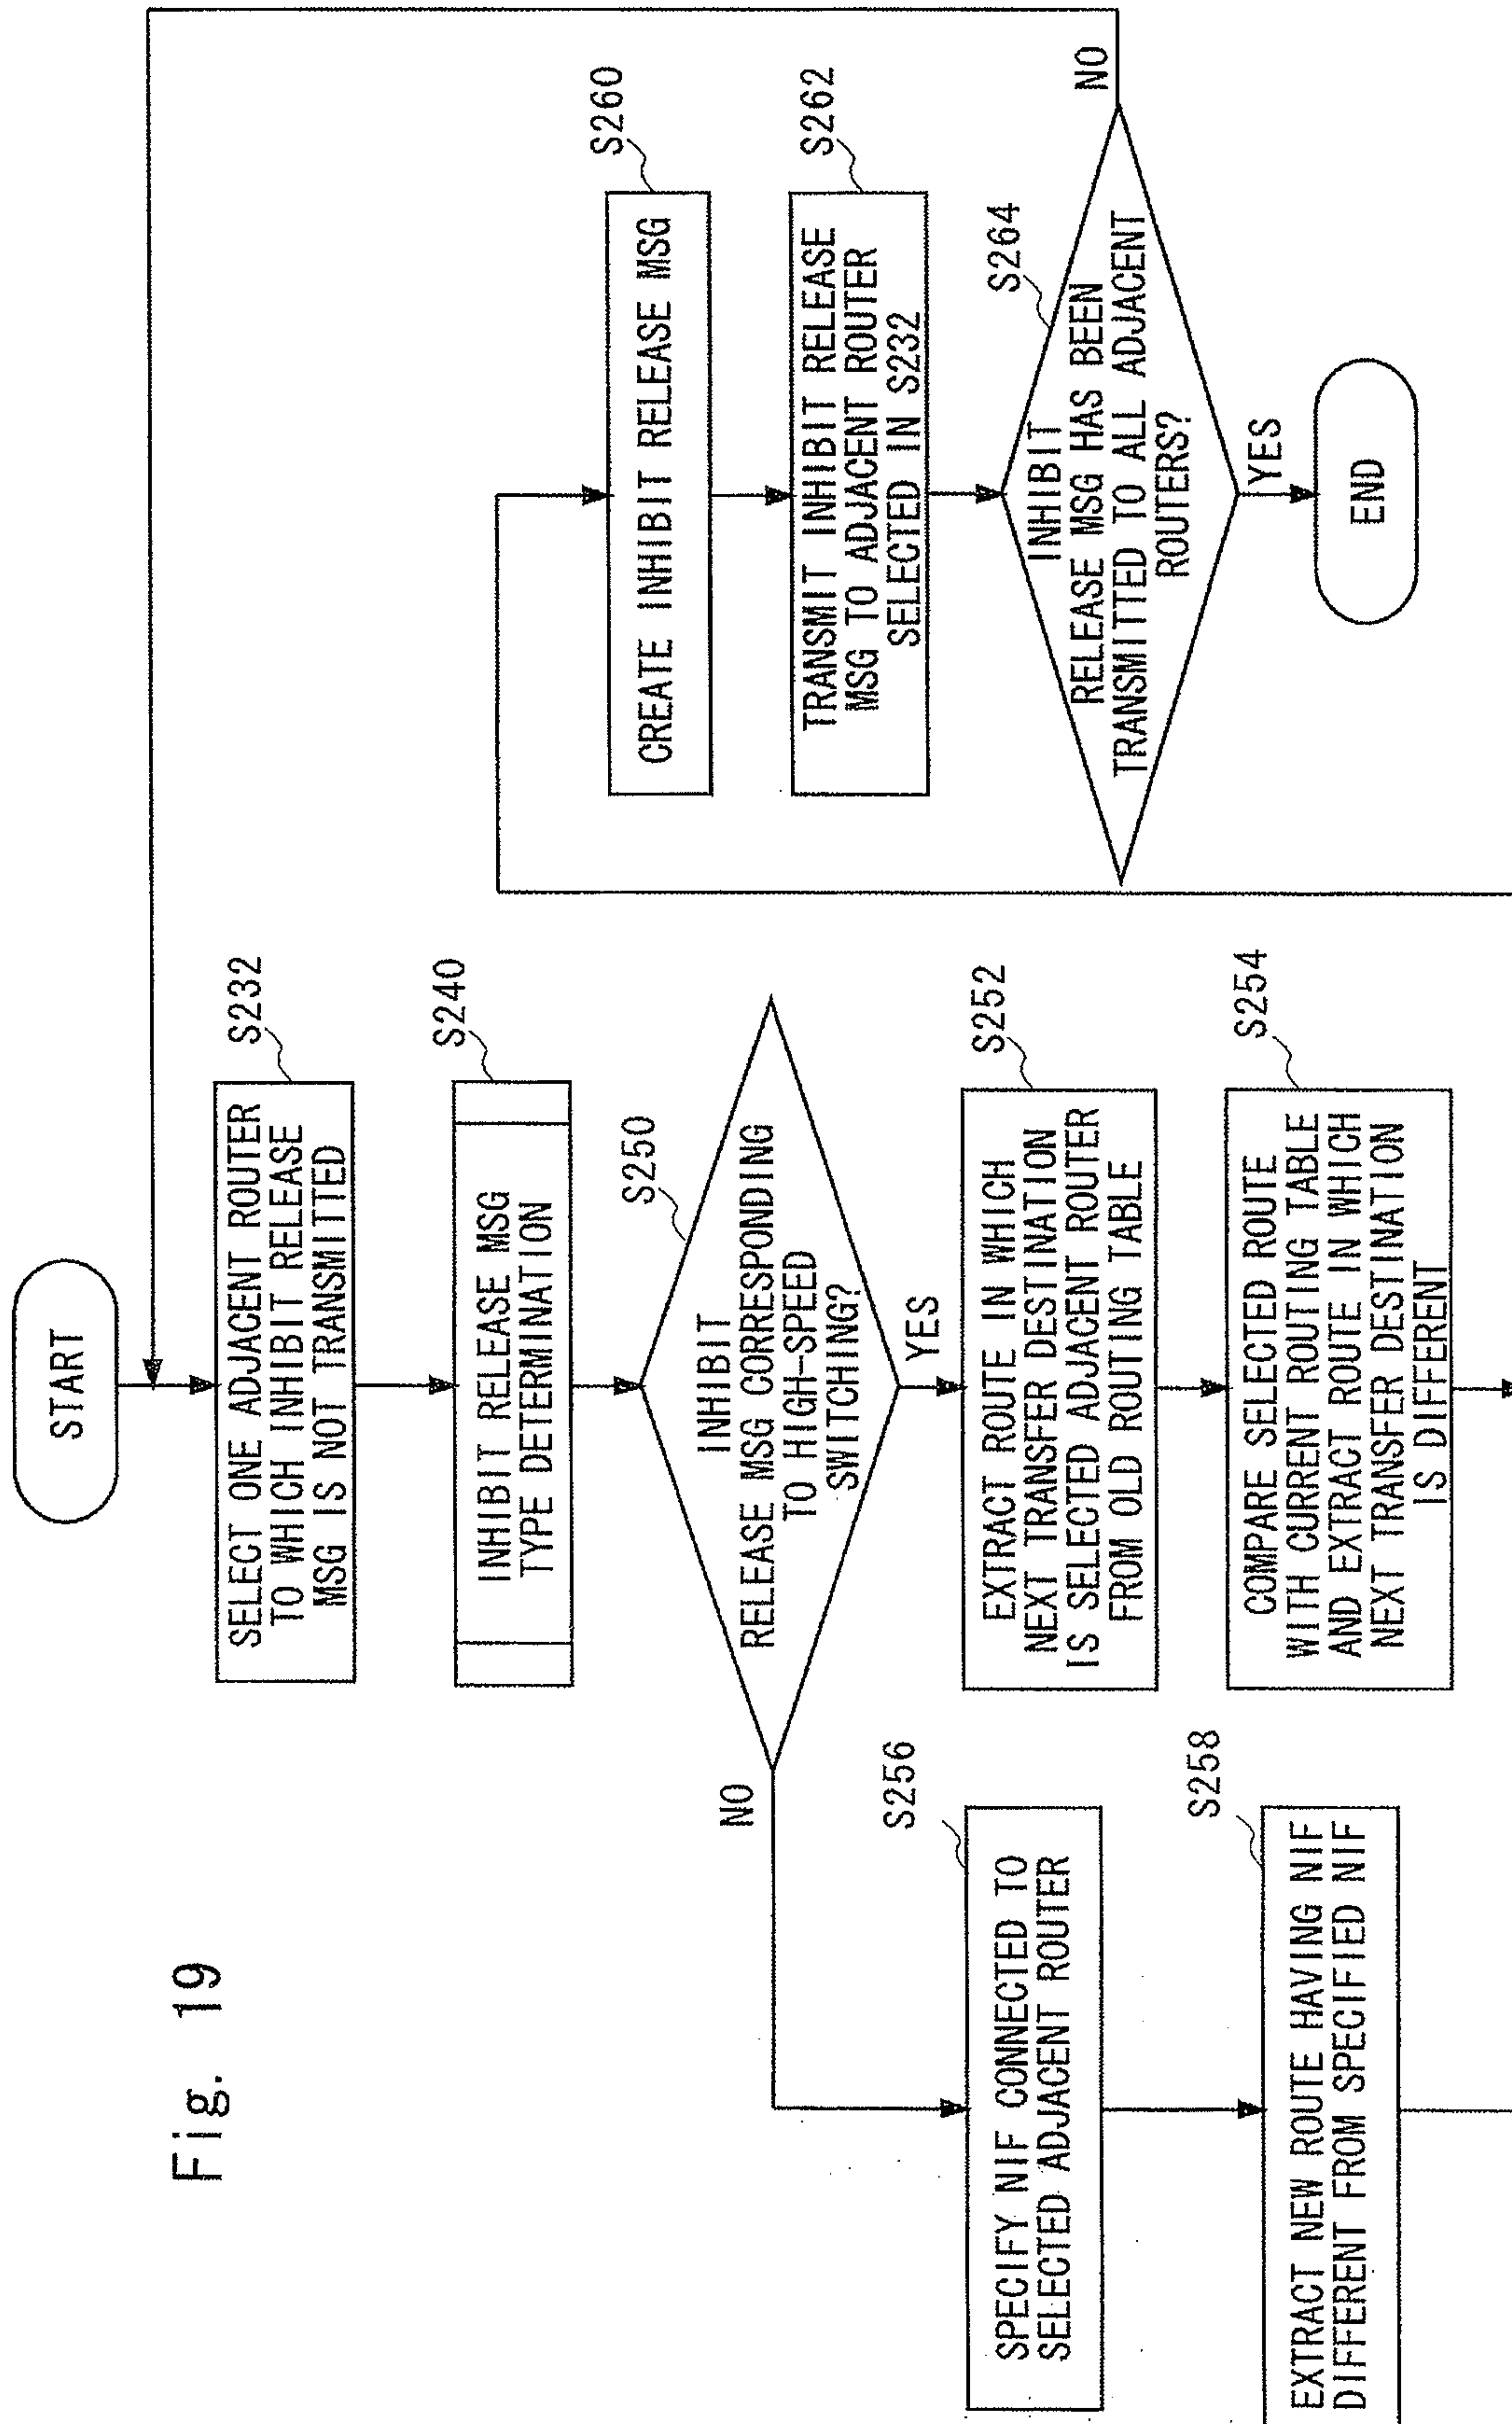 Fig. 19
START
S232
SELECT ONE ADJACENT ROUTER
TO WHICH INHIBIT RELEASE
MSG IS NOT TRANSMITTED
S240
INHIBIT RELEASE MSG
TYPE DETERMINATION
S250
INHIBIT
RELEASE MSG CORRESPONDING
TO HIGH-SPEED
SWITCHING?
NO
YES
S252
EXTRACT ROUTE IN WHICH
NEXT TRANSFER DESTINATION
IS SELECTED ADJACENT ROUTER
FROM OLD ROUTING TABLE
S254
COMPARE SELECTED ROUTE
WITH CURRENT ROUTING TABLE
AND EXTRACT ROUTE IN WHICH
NEXT TRANSFER DESTINATION
IS DIFFERENT
S256
SPECIFY NIF CONNECTED TO
SELECTED ADJACENT ROUTER
S258
EXTRACT NEW ROUTE HAVING NIF
DIFFERENT FROM SPECIFIED NIF
S260
CREATE INHIBIT RELEASE MSG
S262
TRANSMIT INHIBIT RELEASE
MSG TO ADJACENT ROUTER
SELECTED IN S232
S264
INHIBIT
RELEASE MSG HAS BEEN
TRANSMITTED TO ALL ADJACENT
ROUTERS?
NO
YES
END